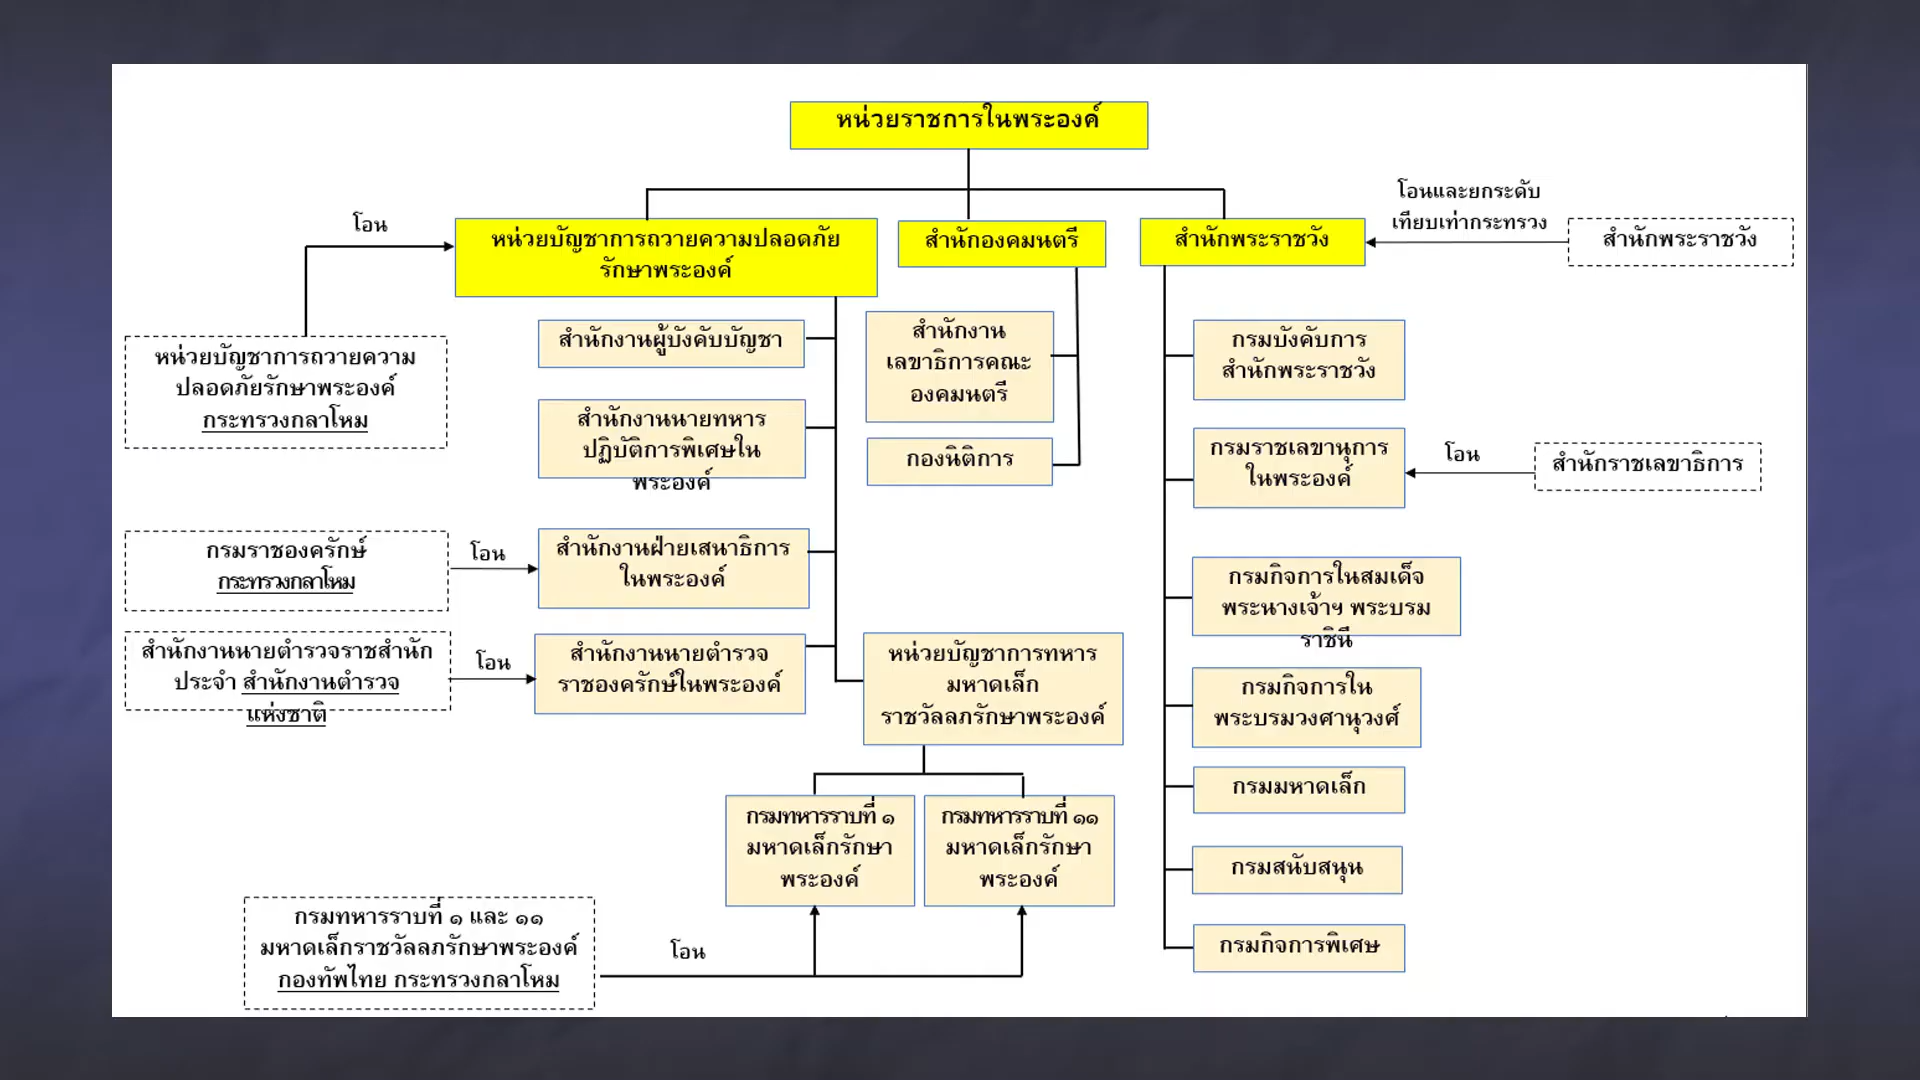 หน่วยราชการในพระองค์
โอนและยกระดับ
เทียบเท่ากระทรวง
สำนักพระราชวัง
โอน
หน่วยบัญชาการถวายความปลอดภัย
รักษาพระองค์
สำนักองคมนตรี
สำนักพระราชวัง
หน่วยบัญชาการถวายความ
ปลอดภัยรักษาพระองค์
กระทรวงกลาโหม
สำนักงานผู้บังคับบัญชา
สำนักงาน
เลขาธิการคณะ
องคมนตรี
กรมบังคับการ
สำนักพระราชวัง
สำนักงานนายทหาร
ปฏิบัติการพิเศษใน
พระองค์
กองนิติการ
กรมราชเลขานุการ
ในพระองค์
โอน
สำนักราชเลขาธิการ
กรมราชองครักษ์
กระทรวงกลาโหม
โอน
สำนักงานฝ่ายเสนาธิการ
ในพระองค์
กรมกิจการในสมเด็จ
พระนางเจ้าฯ พระบรม
ราชินี
สำนักงานนายตำรวจราชสำนัก
ประจำ สำนักงานตำรวจ
แห่งชาติ
โอน
สำนักงานนายตำรวจ
ราชองครักษ์ในพระองค์
หน่วยบัญชาการทหาร
มหาดเล็ก
ราชวัลลภรักษาพระองค์
กรมกิจการใน
พระบรมวงศานุวงศ์
กรมมหาดเล็ก
กรมทหารราบที่ ๑
มหาดเล็กรักษา
พระองค์
กรมทหารราบที่ ๑๑
มหาดเล็กรักษา
พระองค์
กรมสนับสนุน
กรมกิจการพิเศษ
กรมทหารราบที่ ๑ และ ๑๑
มหาดเล็กราชวัลลภรักษาพระองค์
กองทัพไทย กระทรวงกลาโหม
โอน